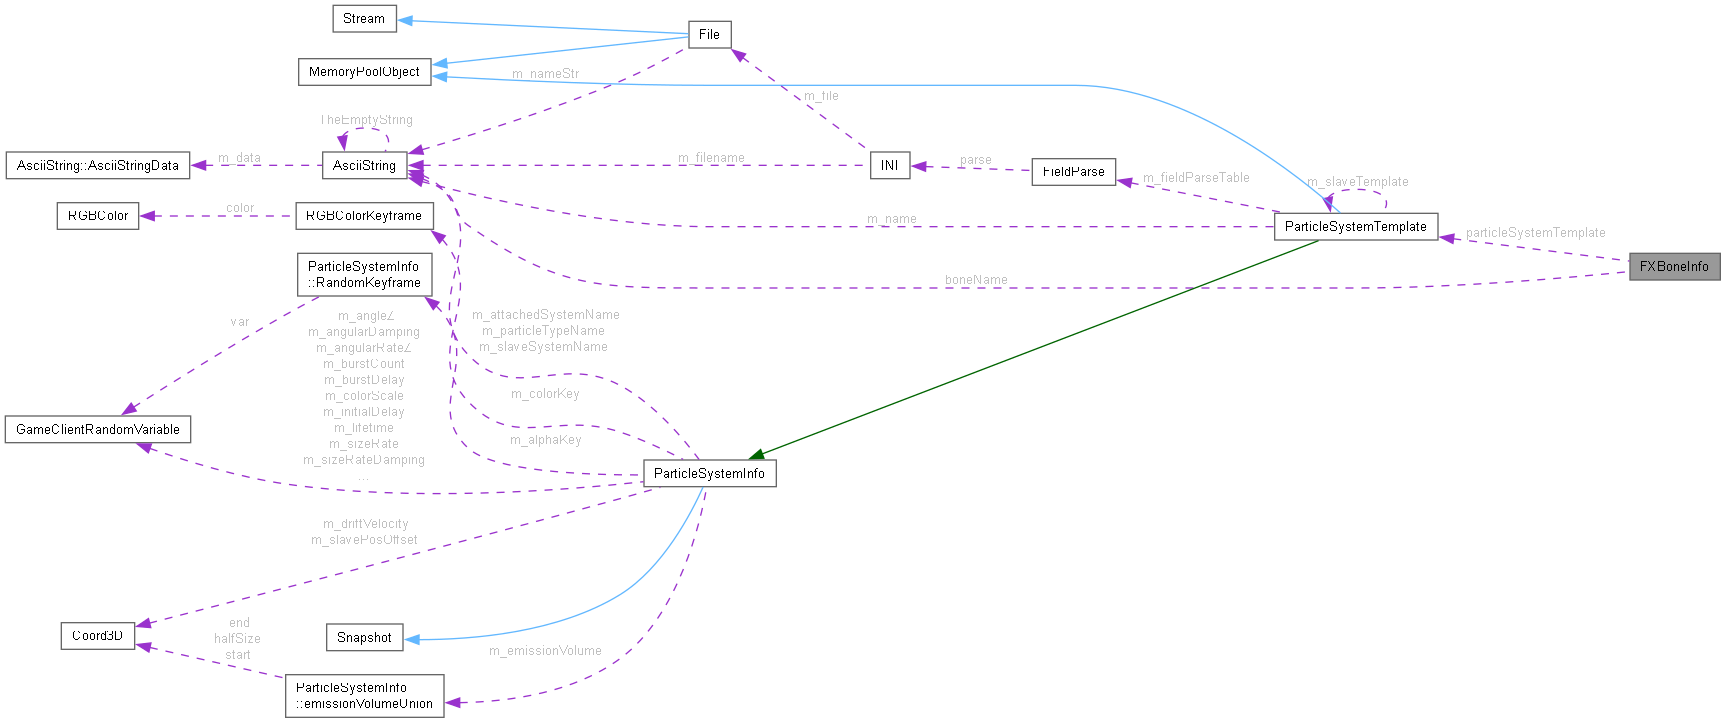 Stream
File
MemoryPoolObject
m_nameStr
m_file
TheEmptyString
AsciiString::AsciiStringData
m_data
AsciiString
m_filename
INI
parse
FieldParse
m_fieldParseTable
m_slaveTemplate
RGBColor
color
RGBColorKeyframe
m_name
ParticleSystemTemplate
particleSystemTemplate
FXBoneInfo
boneName
ParticleSystemInfo
::RandomKeyframe
var
m_angleZ
m_angularDamping
m_angularRateZ
m_burstCount
m_burstDelay
m_colorScale
m_initialDelay
m_lifetime
m_sizeRate
m_sizeRateDamping
...
m_attachedSystemName
m_particleTypeName
m_slaveSystemName
m_colorKey
m_alphaKey
GameClientRandomVariable
ParticleSystemInfo
m_driftVelocity
m_slavePosOffset
Coord3D
end
halfSize
start
Snapshot
m_emissionVolume
ParticleSystemInfo
::emissionVolumeUnion